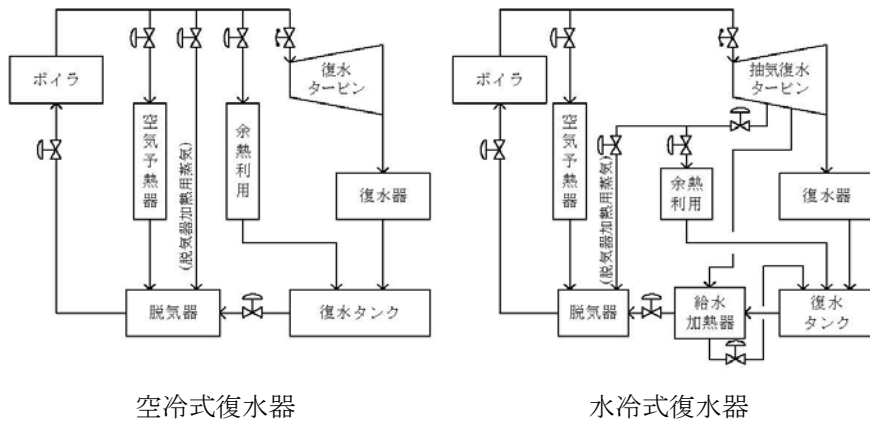 ボイラ
空気予熱器
(脱気器加熱用蒸気)
余熱利用
復水
タービン
復水器
脱気器
復水タンク
空冷式復水器
ボイラ
空気予熱器
(脱気器加熱用蒸気)
余熱
利用
抽気復水
タービン
復水器
脱気器
給水
加熱器
復水
タンク
水冷式復水器